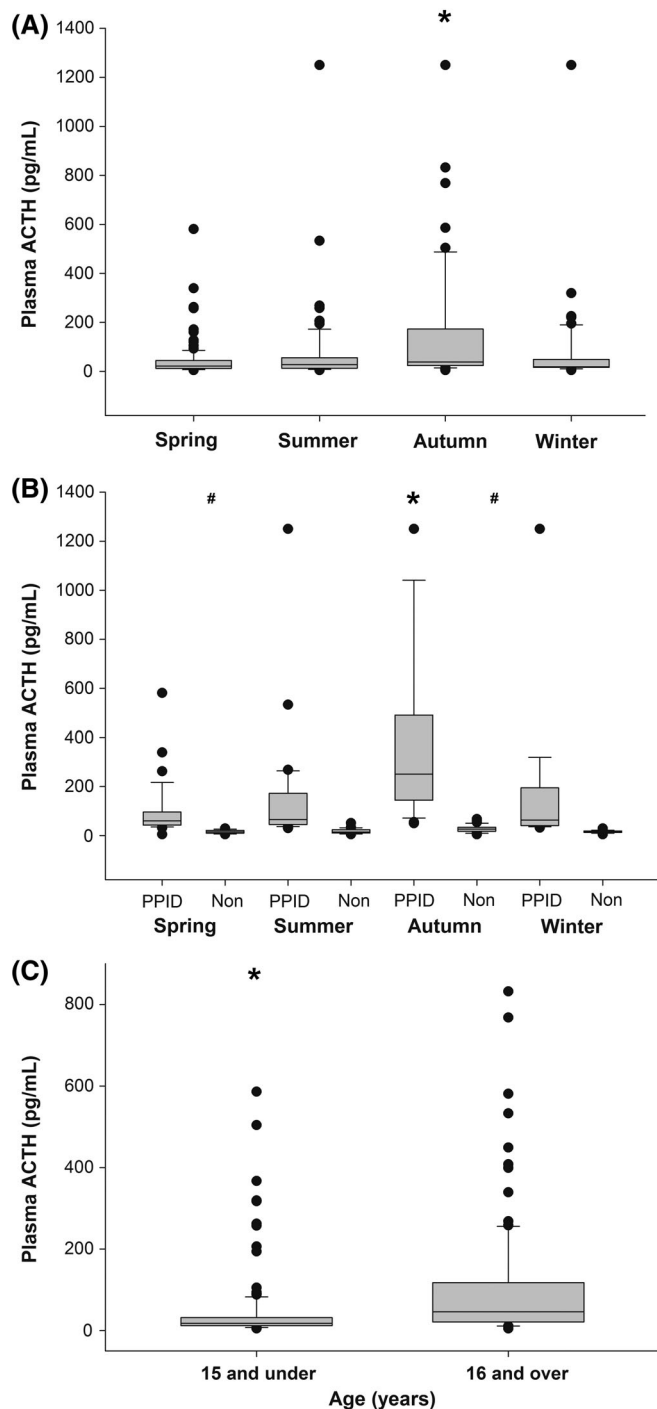 (A)
*
1400
1200
1000
800
600
400
200
0
Plasma ACTH (pg/mL)
Spring Summer Autumn Winter
(B)
# * #
1400
1200
1000
800
600
400
200
0
Plasma ACTH (pg/mL)
PPID Non PPID Non PPID Non PPID Non
Spring Summer Autumn Winter
(C)
*
800
600
400
200
0
Plasma ACTH (pg/mL)
15 and under 16 and over
Age (years)